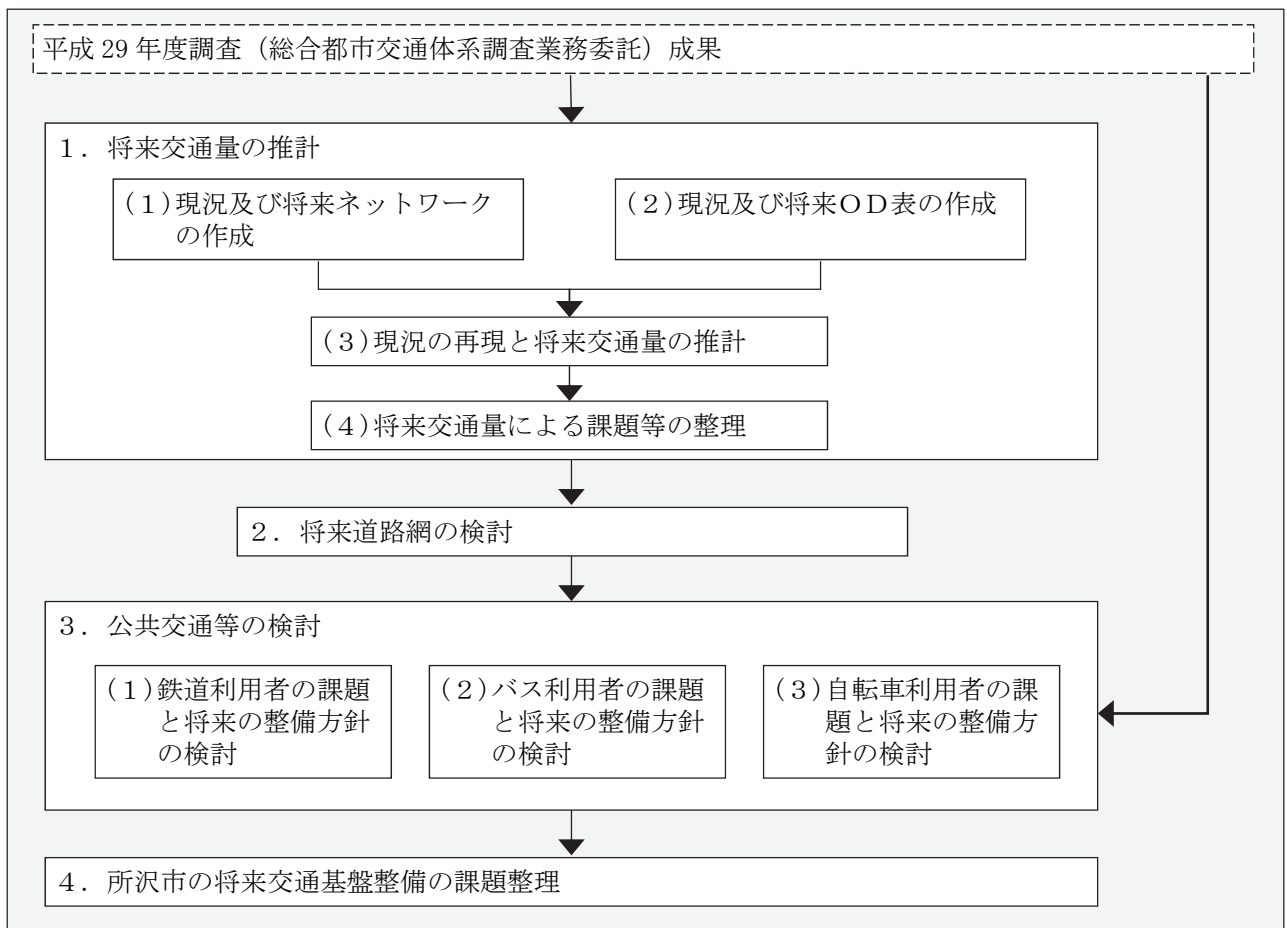 平成 29 年度調査（総合都市交通体系調査業務委託）成果
１．将来交通量の推計
（１）現況及び将来ネットワーク
の作成
（２）現況及び将来ＯＤ表の作成
（３）現況の再現と将来交通量の推計
（４）将来交通量による課題等の整理
２．将来道路網の検討
３．公共交通等の検討
（１）鉄道利用者の課題
と将来の整備方針
の検討
（２）バス利用者の課題
と将来の整備方針
の検討
（３）自転車利用者の課
題と将来の整備方
針の検討
４．所沢市の将来交通基盤整備の課題整理